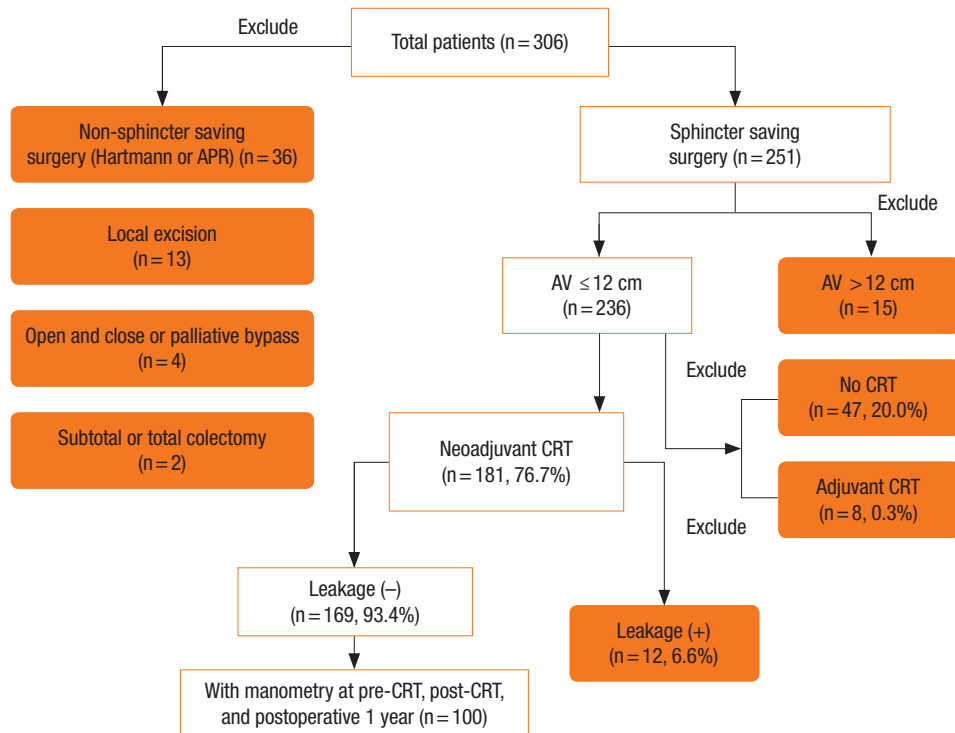 Exclude
Total patients (n = 306)
Non-sphincter saving
surgery (Hartmann or APR) (n = 36)
Local excision
(n = 13)
Open and close or palliative bypass
(n = 4)
Subtotal or total colectomy
(n = 2)
Sphincter saving
surgery (n = 251)
Exclude
AV ≤ 12 cm
(n = 236)
AV > 12 cm
(n = 15)
Exclude
No CRT
(n = 47, 20.0%)
Adjuvant CRT
(n = 8, 0.3%)
Neoadjuvant CRT
(n = 181, 76.7%)
Exclude
Leakage (–)
(n = 169, 93.4%)
Leakage (+)
(n = 12, 6.6%)
With manometry at pre-CRT, post-CRT,
and postoperative 1 year (n = 100)